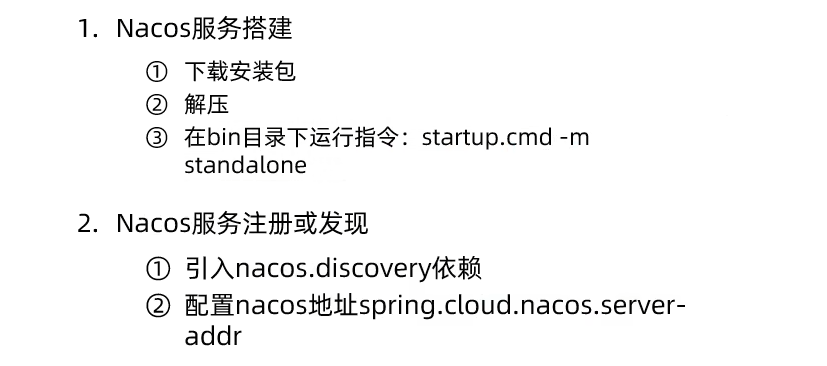 1. Nacos服务搭建
① 下载安装包
② 解压
③ 在bin目录下运行指令：startup.cmd -m
standalone
2. Nacos服务注册或发现
① 引入nacos.discovery依赖
② 配置nacos地址spring.cloud.nacos.server-
addr